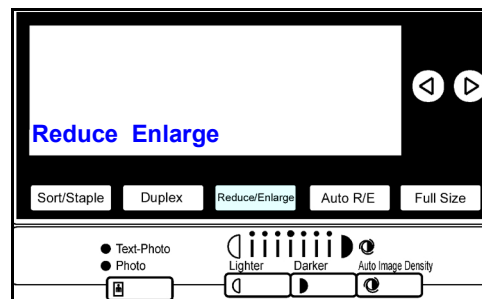 Reduce Enlarge
Sort/Staple Duplex Reduce/Enlarge Auto R/E Full Size
Text-Photo
Photo
Lighter Darker Auto Image Density